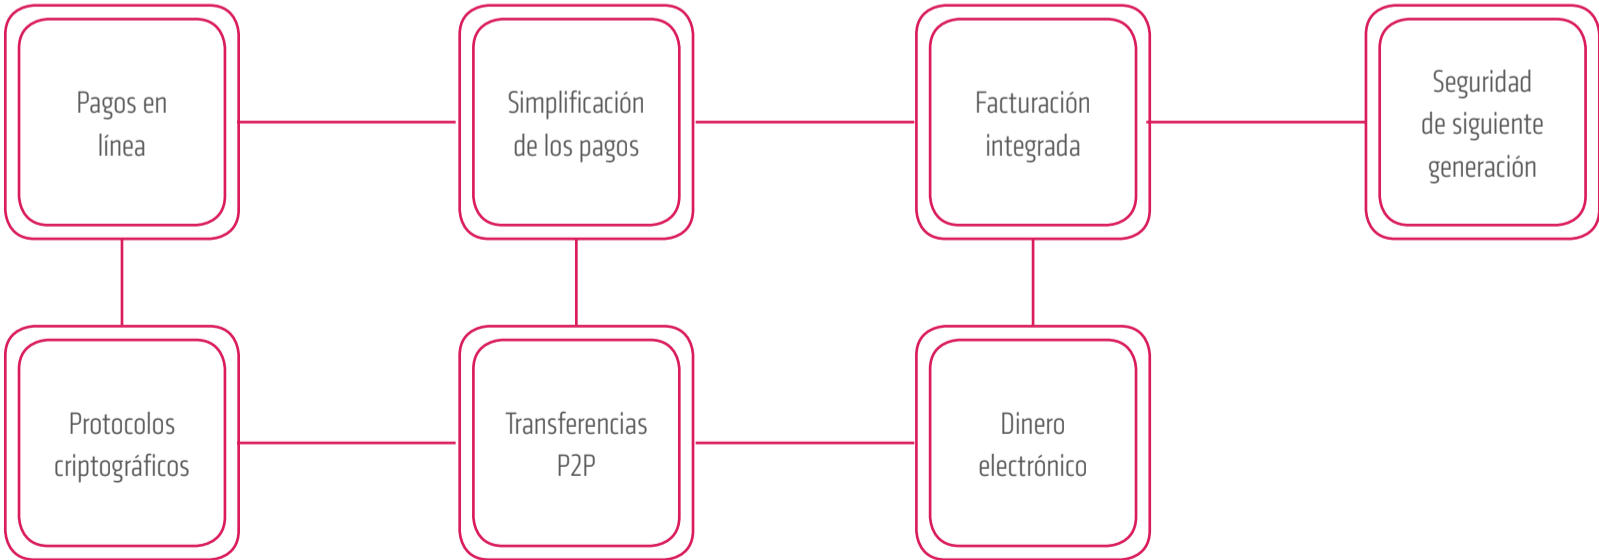 Pagos en
línea
Simplificación
de los pagos
Facturación
integrada
Seguridad
de siguiente
generación
Protocolos
criptográficos
Transferencias
P2P
Dinero
electrónico